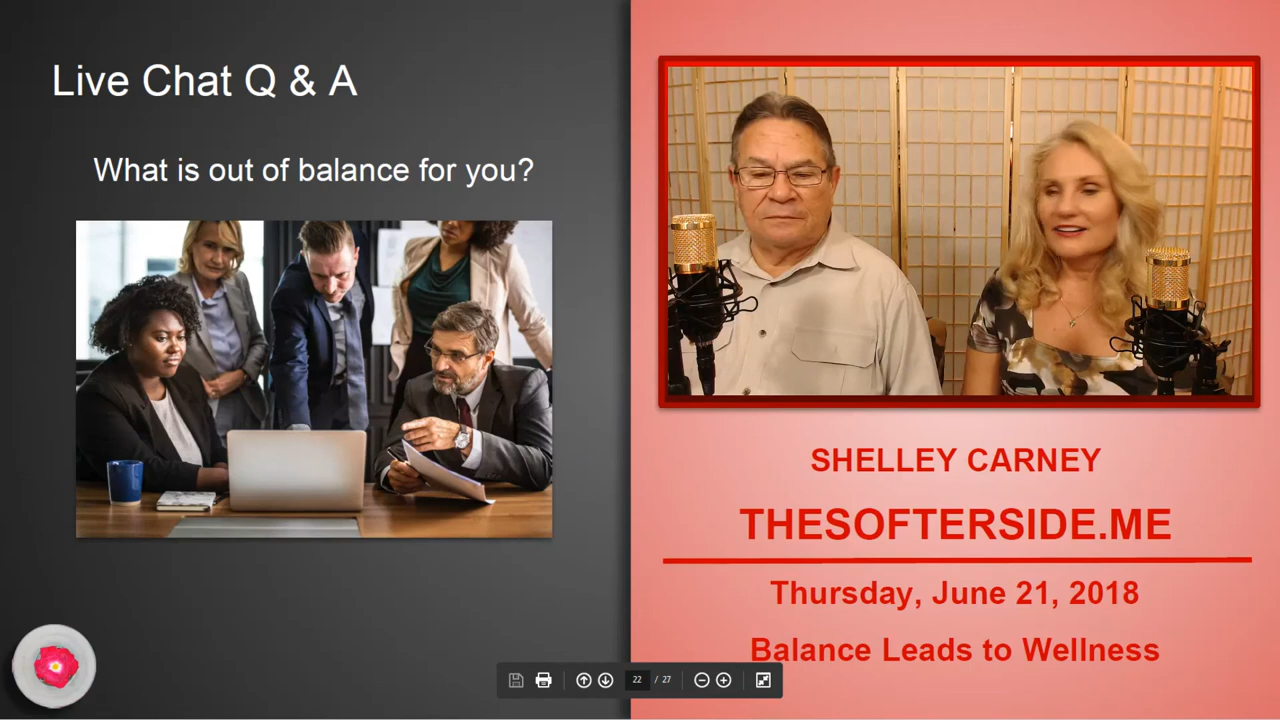 Live Chat Q & A
What is out of balance for you?
SHELLEY CARNEY
THESOFTERSIDE.ME
Thursday, June 21, 2018
Balance Leads to Wellness
22 / 27